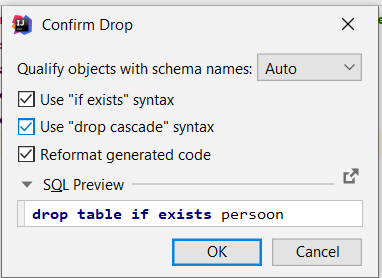 Confirm Drop
Qualify objects with schema names: Auto
Use "if exists" syntax
Use "drop cascade" syntax
Reformat generated code
SQL Preview
drop table if exists persoon
OK Cancel